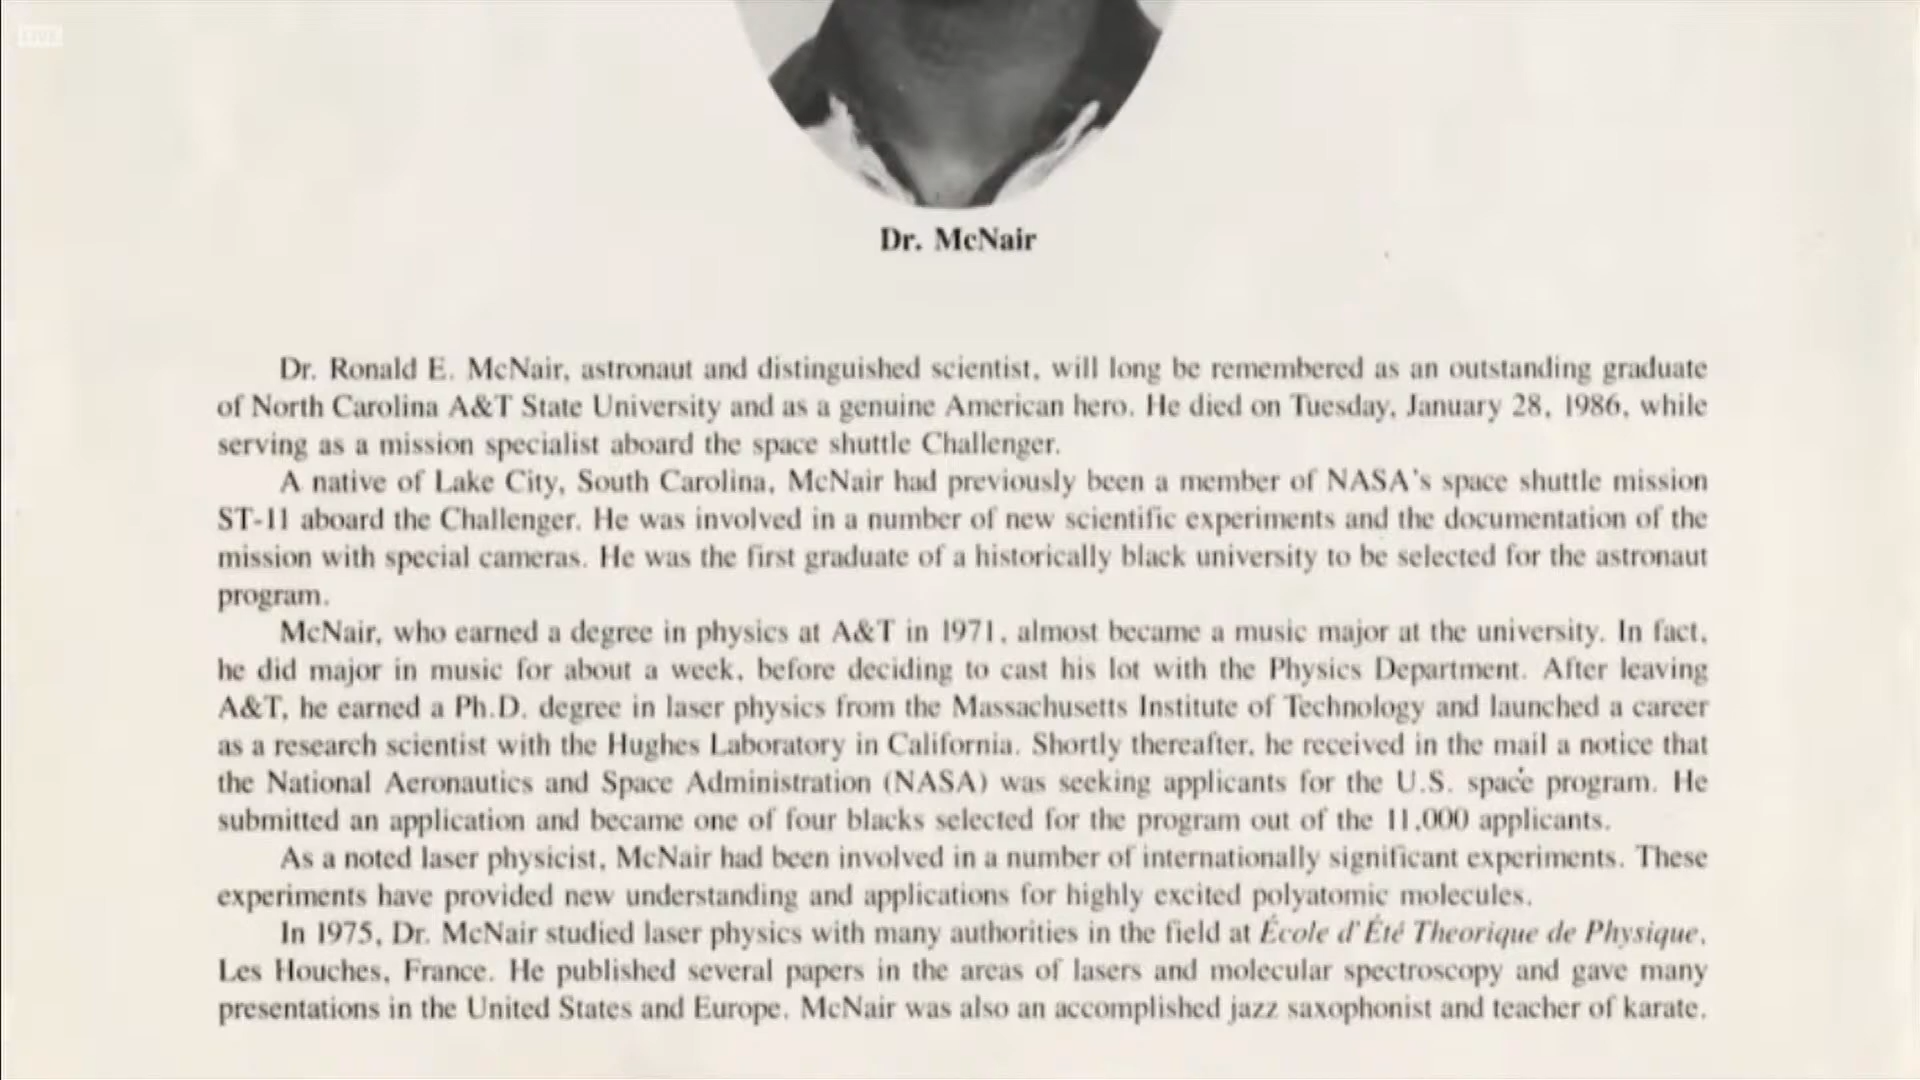 LIVE
Dr. McNair
Dr. Ronald E. McNair, astronaut and distinguished scientist, will long be remembered as an outstanding graduate
of North Carolina A&T State University and as a genuine American hero. He died on Tuesday, January 28, 1986, while
serving as a mission specialist aboard the space shuttle Challenger.
A native of Lake City, South Carolina, McNair had previously been a member of NASA's space shuttle mission
ST-11 aboard the Challenger. He was involved in a number of new scientific experiments and the documentation of the
mission with special cameras. He was the first graduate of a historically black university to be selected for the astronaut
program.
McNair, who earned a degree in physics at A&T in 1971, almost became a music major at the university. In fact,
he did major in music for about a week, before deciding to cast his lot with the Physics Department. After leaving
A&T, he earned a Ph.D. degree in laser physics from the Massachusetts Institute of Technology and launched a career
as a research scientist with the Hughes Laboratory in California. Shortly thereafter, he received in the mail a notice that
the National Aeronautics and Space Administration (NASA) was seeking applicants for the U.S. space program. He
submitted an application and became one of four blacks selected for the program out of the 11,000 applicants.
As a noted laser physicist, McNair had been involved in a number of internationally significant experiments. These
experiments have provided new understanding and applications for highly excited polyatomic molecules.
In 1975, Dr. McNair studied laser physics with many authorities in the field at École d'Été Theorique de Physique,
Les Houches, France. He published several papers in the areas of lasers and molecular spectroscopy and gave many
presentations in the United States and Europe. McNair was also an accomplished jazz saxophonist and teacher of karate.